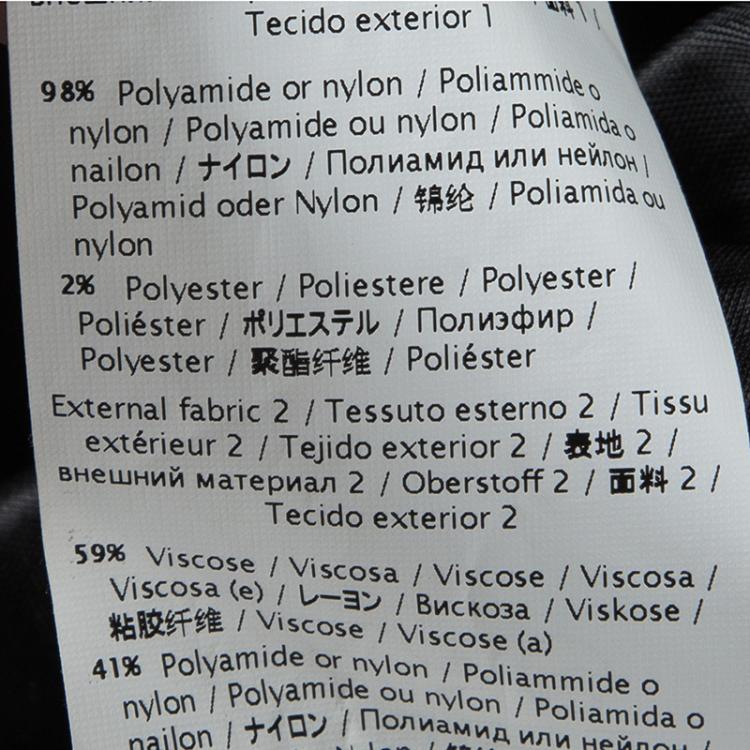 Tecido exterior 1
98% Polyamide or nylon / Poliammide o
nylon / Polyamide ou nylon / Poliamida o
nailon / ナイロン / Полиамид или нейлон /
Polyamid oder Nylon / 锦纶 / Poliamida ou
nylon
2% Polyester / Poliestere / Polyester /
Poliéster / ポリエステル / Полиэфир /
Polyester / 聚酯纤维 / Poliéster
External fabric 2 / Tessuto esterno 2 / Tissu
extérieur 2 / Tejido exterior 2 / 表地 2 /
внешний материал 2 / Oberstoff 2 / 面料 2 /
Tecido exterior 2
59% Viscose / Viscosa / Viscose / Viscosa /
Viscosa (e) / レーヨン / Вискоза / Viskose /
粘胶纤维 / Viscose / Viscose (a)
41% Polyamide or nylon / Poliammide o
nylon / Polyamide ou nylon / Poliamida o
nailon / ナイロン / Полиамид или нейлон /